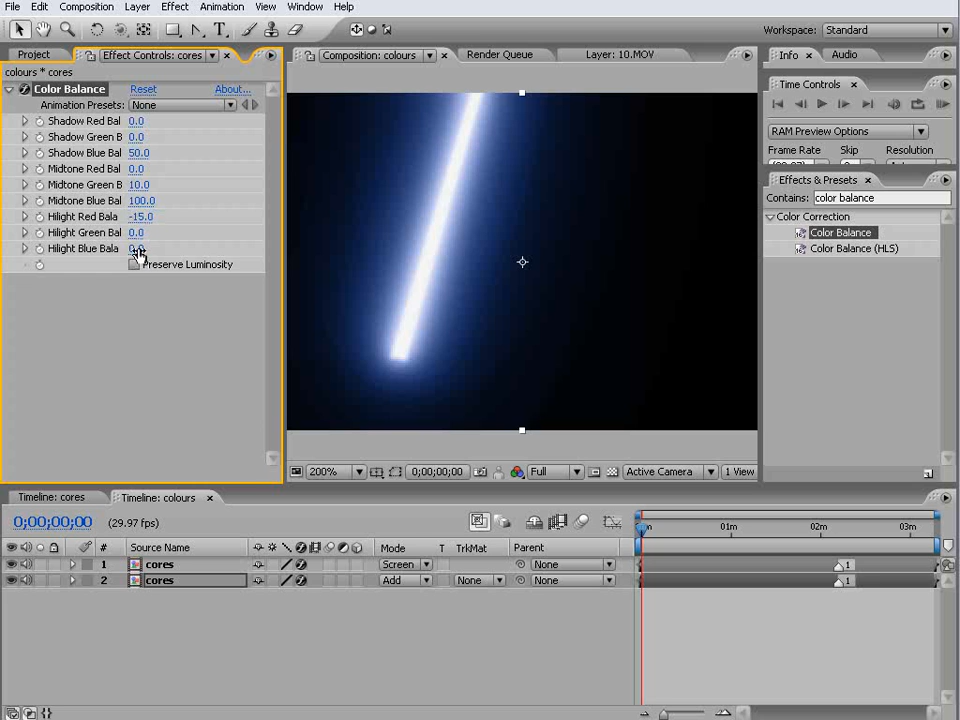 File Edit Composition Layer Effect Animation View Window Help
Workspace: Standard
Project Effect Controls: cores
Composition: colours Render Queue Layer: 10.MOV
Info Audio
colours * cores
Color Balance Reset About...
Animation Presets: None
Shadow Red Bal 0.0
Shadow Green B 0.0
Shadow Blue Bal 50.0
Midtone Red Bal 0.0
Midtone Green B 10.0
Midtone Blue Bal 100.0
Hilight Red Bala -15.0
Hilight Green Bal 0.0
Hilight Blue Bala
Preserve Luminosity
Time Controls
RAM Preview Options
Frame Rate Skip Resolution
Effects & Presets
Contains: color balance
Color Correction
Color Balance
Color Balance (HLS)
200% 0;00;00;00 Full Active Camera 1 View
Timeline: cores Timeline: colours
0;00;00;00 (29.97 fps)
01m 02m 03m
# Source Name Mode T TrkMat Parent
1 cores Screen None 1
2 cores Add None None 1